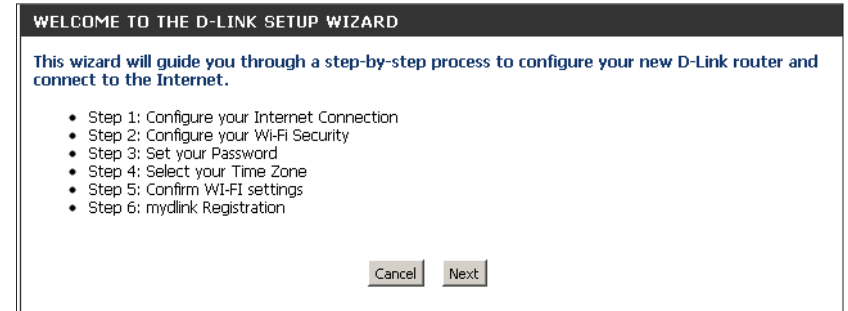 WELCOME TO THE D-LINK SETUP WIZARD
This wizard will guide you through a step-by-step process to configure your new D-Link router and
connect to the Internet.
• Step 1: Configure your Internet Connection
• Step 2: Configure your Wi-Fi Security
• Step 3: Set your Password
• Step 4: Select your Time Zone
• Step 5: Confirm WI-FI settings
• Step 6: mydlink Registration
Cancel Next